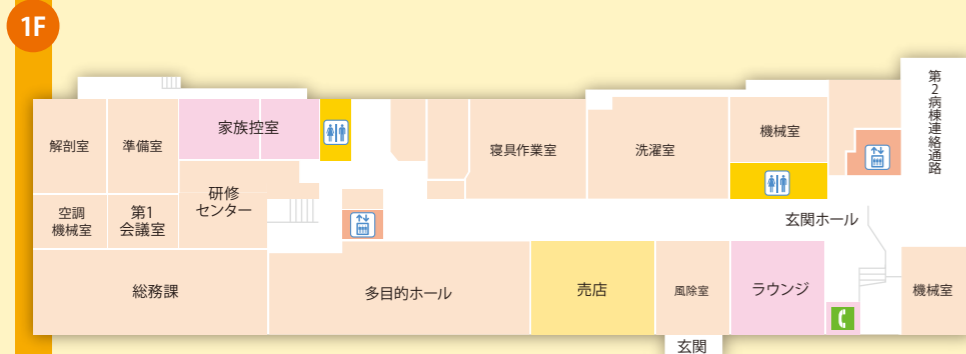 1F
第2病棟連絡通路
解剖室
準備室
家族控室
寝具作業室
洗濯室
機械室
空調
機械室
第1
会議室
研修
センター
玄関ホール
総務課
多目的ホール
売店
風除室
ラウンジ
機械室
玄関